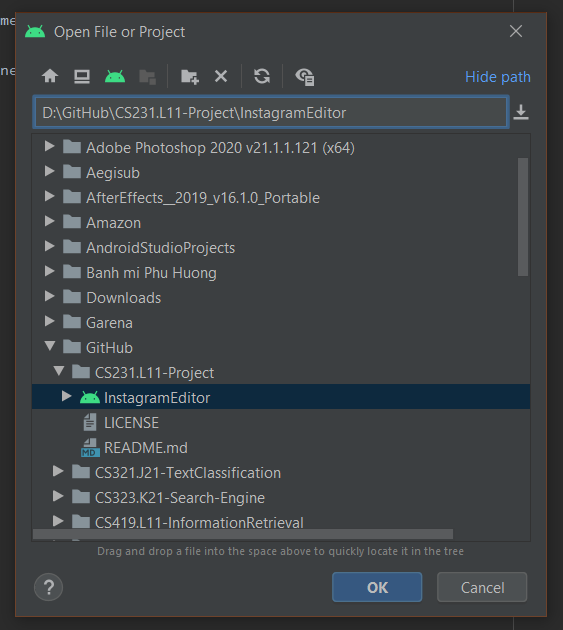 me
Open File or Project
ne
Hide path
D:\GitHub\CS231.L11-Project\InstagramEditor
Adobe Photoshop 2020 v21.1.1.121 (x64)
Aegisub
AfterEffects__2019_v16.1.0_Portable
Amazon
AndroidStudioProjects
Banh mi Phu Huong
Downloads
Garena
GitHub
CS231.L11-Project
InstagramEditor
LICENSE
MD README.md
CS321.J21-TextClassification
CS323.K21-Search-Engine
CS419.L11-InformationRetrieval
Drag and drop a file into the space above to quickly locate it in the tree
? OK Cancel